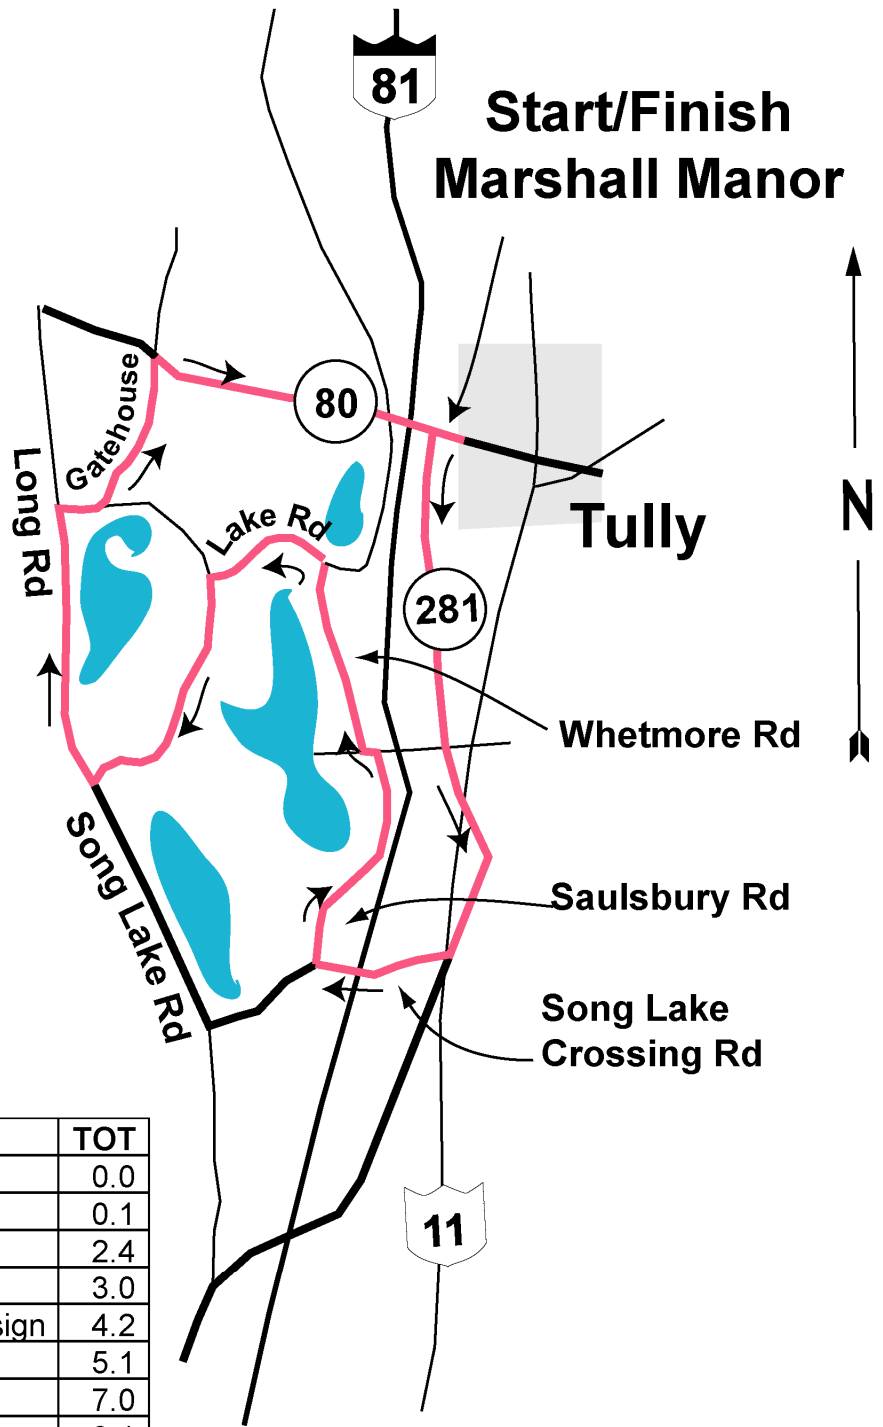 81
Start/Finish
Marshall Manor
Gatehouse
80
Long Rd
Lake Rd
Tully
N
281
Whetmore Rd
Song Lake Rd
Saulsbury Rd
Song Lake
Crossing Rd
TOT
0.0
0.1
2.4
3.0
sign 4.2
5.1
7.0
11